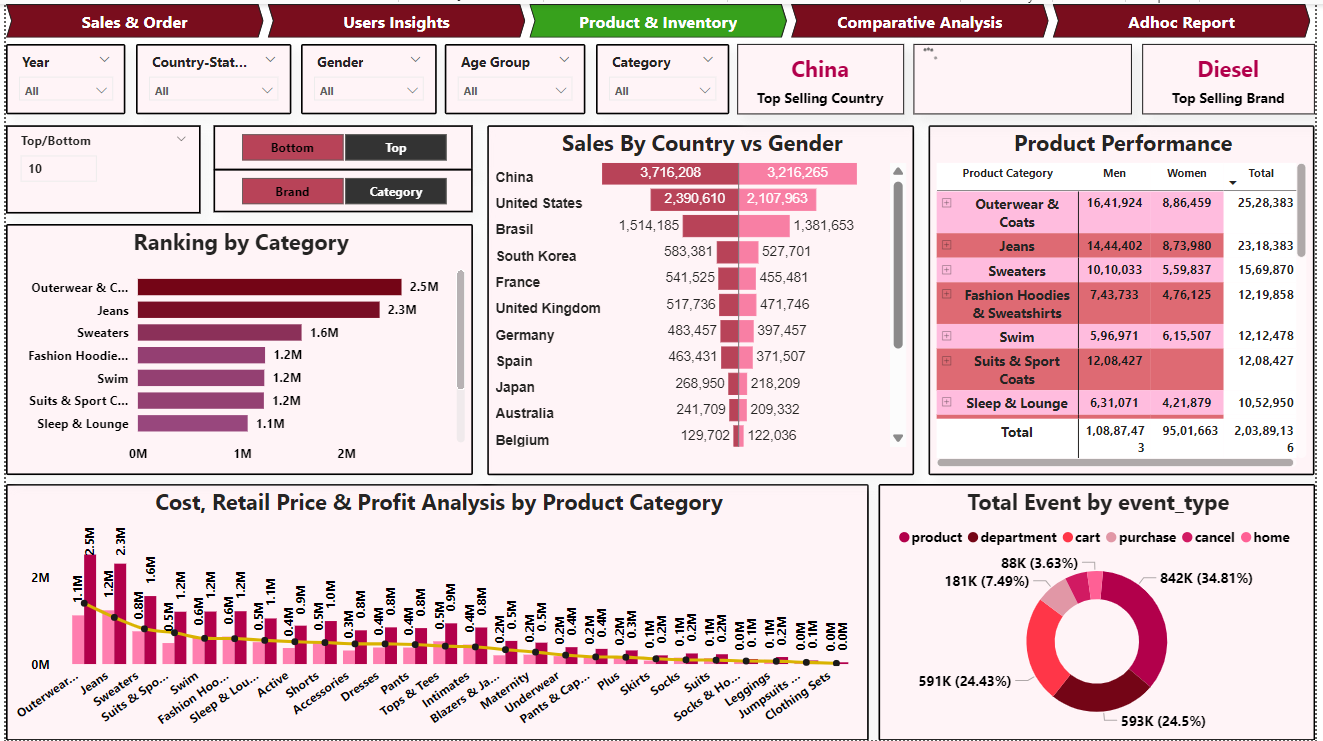 Sales & Order
Users Insights
Product & Inventory
Comparative Analysis
Adhoc Report
Year
All
Country-Stat...
All
Gender
All
Age Group
All
Category
All
China
Top Selling Country
Diesel
Top Selling Brand
Top/Bottom
10
Bottom Top
Brand Category
Ranking by Category
Outerwear & C... 2.5M
Jeans 2.3M
Sweaters 1.6M
Fashion Hoodie... 1.2M
Swim 1.2M
Suits & Sport C... 1.2M
Sleep & Lounge 1.1M
0M 1M 2M
Sales By Country vs Gender
China 3,716,208 3,216,265
United States 2,390,610 2,107,963
Brasil 1,514,185 1,381,653
South Korea 583,381 527,701
France 541,525 455,481
United Kingdom 517,736 471,746
Germany 483,457 397,457
Spain 463,431 371,507
Japan 268,950 218,209
Australia 241,709 209,332
Belgium 129,702 122,036
Product Performance
Product Category Men Women Total
Outerwear & Coats 16,41,924 8,86,459 25,28,383
Jeans 14,44,402 8,73,980 23,18,383
Sweaters 10,10,033 5,59,837 15,69,870
Fashion Hoodies & Sweatshirts 7,43,733 4,76,125 12,19,858
Swim 5,96,971 6,15,507 12,12,478
Suits & Sport Coats 12,08,427 12,08,427
Sleep & Lounge 6,31,071 4,21,879 10,52,950
Total 1,08,87,473 95,01,663 2,03,89,136
Cost, Retail Price & Profit Analysis by Product Category
2M
0M
1.1M 2.5M
1.2M 2.3M
0.8M 1.6M
0.5M 1.2M
0.6M 1.2M
0.6M 1.2M
0.5M 1.1M
0.4M 0.9M
0.5M 1.0M
0.3M 0.8M
0.4M 0.8M
0.4M 0.8M
0.5M 0.9M
0.4M 0.8M
0.2M 0.5M
0.2M 0.5M
0.2M 0.4M
0.2M 0.4M
0.2M 0.3M
0.1M 0.2M
0.1M 0.2M
0.1M 0.2M
0.0M 0.1M
0.1M 0.2M
0.0M 0.1M
0.0M 0.0M
Outerwear...
Jeans
Sweaters
Suits & Spo...
Swim
Fashion Hoo...
Sleep & Lou...
Active
Shorts
Accessories
Dresses
Pants
Tops & Tees
Intimates
Blazers & Ja...
Maternity
Underwear
Pants & Cap...
Plus
Skirts
Socks
Suits
Socks & Ho...
Leggings
Jumpsuits ...
Clothing Sets
Total Event by event_type
product department cart purchase cancel home
88K (3.63%)
181K (7.49%)
842K (34.81%)
591K (24.43%)
593K (24.5%)